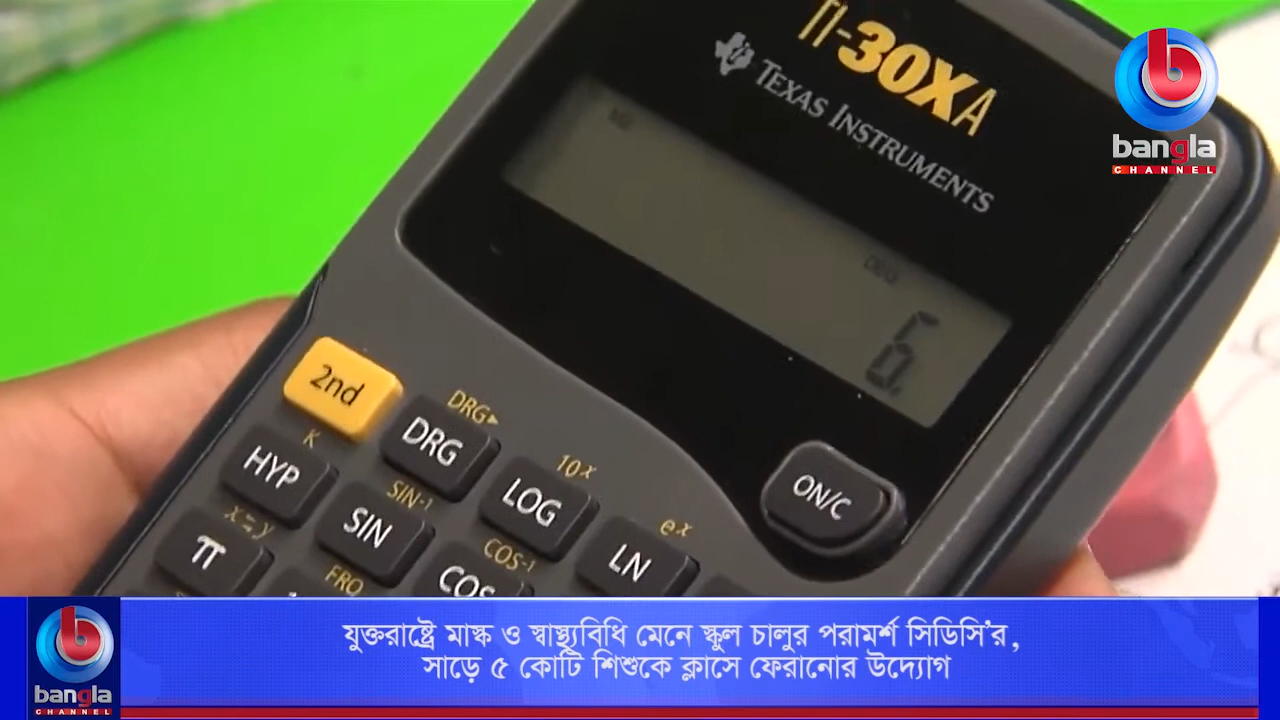 TI-30XA
TEXAS INSTRUMENTS
DEG
6.
2nd
DRG▸
DRG
K
HYP
10x
LOG
SIN-1
SIN
ex
LN
ON/C
x=y
π
COS-1
COS
FRQ
b
bangla
CHANNEL
যুক্তরাষ্ট্রে মাস্ক ও স্বাস্থ্যবিধি মেনে স্কুল চালুর পরামর্শ সিডিসি'র,
সাড়ে ৫ কোটি শিশুকে ক্লাসে ফেরানোর উদ্যোগ
b
bangla
CHANNEL